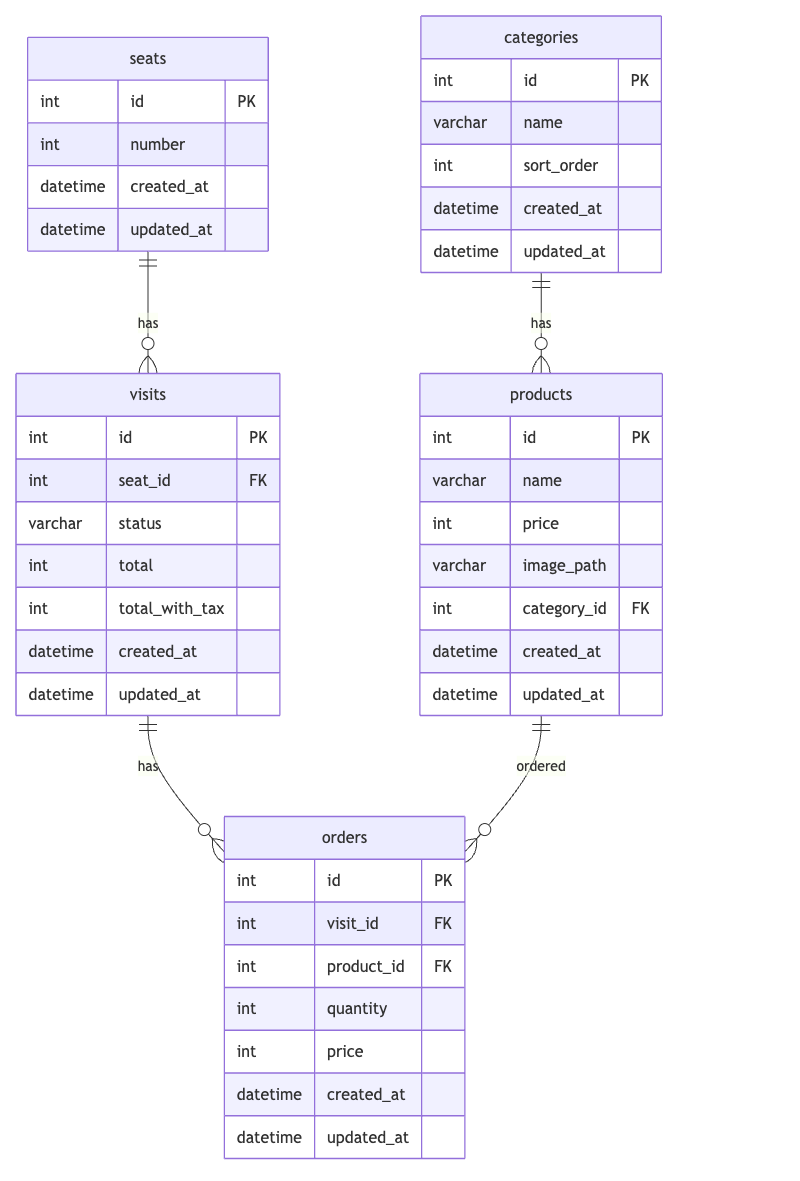 seats
int id PK
int number
datetime created_at
datetime updated_at
categories
int id PK
varchar name
int sort_order
datetime created_at
datetime updated_at
has
has
visits
int id PK
int seat_id FK
varchar status
int total
int total_with_tax
datetime created_at
datetime updated_at
products
int id PK
varchar name
int price
varchar image_path
int category_id FK
datetime created_at
datetime updated_at
has
ordered
orders
int id PK
int visit_id FK
int product_id FK
int quantity
int price
datetime created_at
datetime updated_at